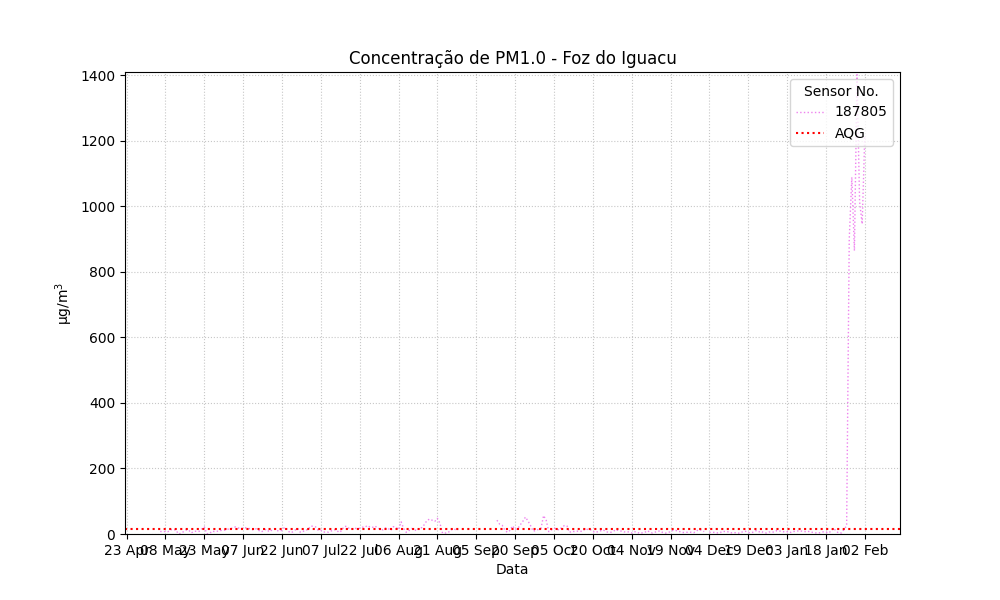 Concentração de PM1.0 - Foz do Iguacu
Sensor No.
187805
AQG
1400
1200
1000
800
600
400
200
0
µg/m³
23 Apr 08 May 23 May 07 Jun 22 Jun 07 Jul 22 Jul 06 Aug 21 Aug 05 Sep 20 Sep 05 Oct 20 Oct 04 Nov 19 Nov 04 Dec 19 Dec 03 Jan 18 Jan 02 Feb
Data